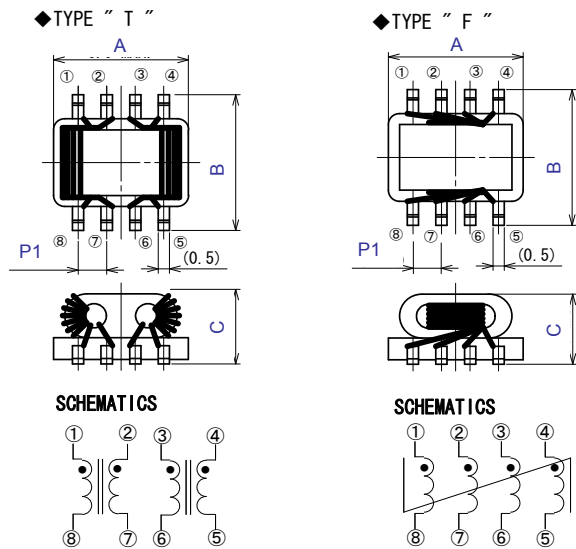 ◆TYPE ″ T ″
A
① ② ③ ④
B
⑧ ⑦ ⑥ ⑤
P1
(0.5)
C
SCHEMATICS
① ② ③ ④
⑧ ⑦ ⑥ ⑤
◆TYPE ″ F ″
A
① ② ③ ④
B
⑧ ⑦ ⑥ ⑤
P1
(0.5)
C
SCHEMATICS
① ② ③ ④
⑧ ⑦ ⑥ ⑤